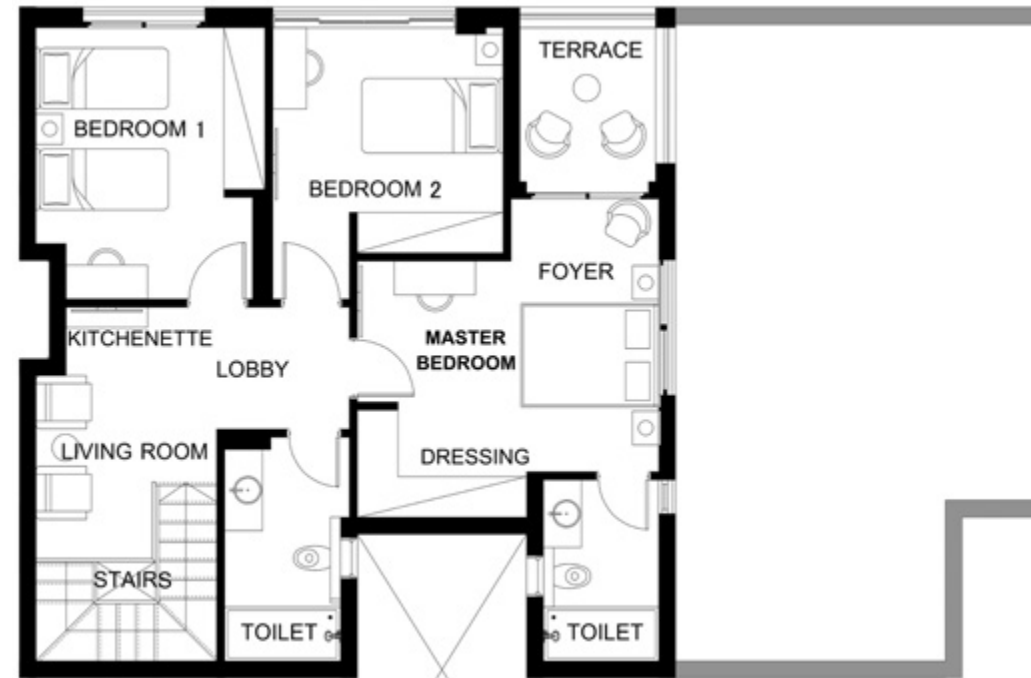 TERRACE
BEDROOM 1
BEDROOM 2
FOYER
KITCHENETTE
MASTER
BEDROOM
LOBBY
LIVING ROOM
DRESSING
STAIRS
TOILET
TOILET